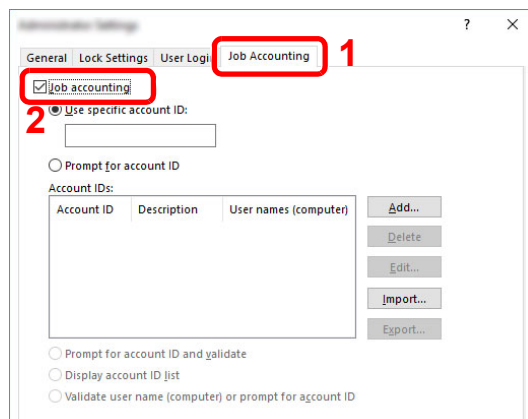 ? ×
General Lock Settings User Login Job Accounting 1
Job accounting
2 Use specific account ID:
Prompt for account ID
Account IDs:
Account ID Description User names (computer)
Add...
Delete
Edit...
Import...
Export...
Prompt for account ID and validate
Display account ID list
Validate user name (computer) or prompt for account ID